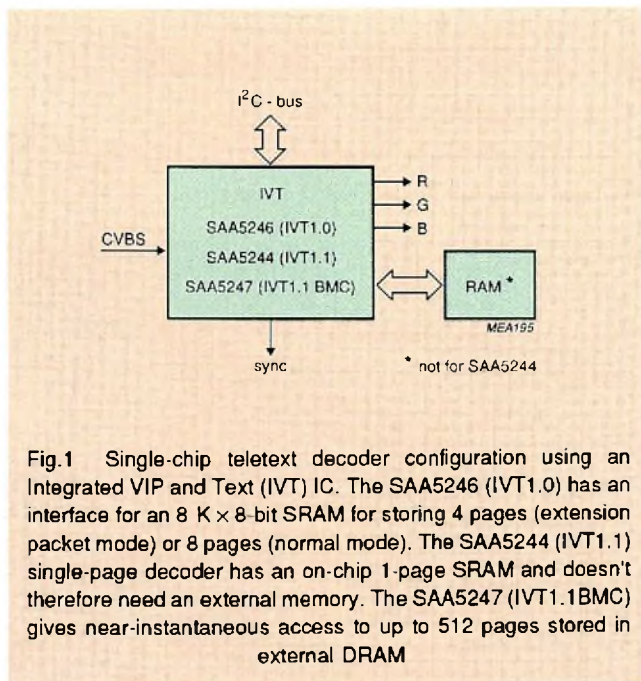 I²C - bus
IVT
SAA5246 (IVT1.0)
SAA5244 (IVT1.1)
SAA5247 (IVT1.1 BMC)
CVBS
R
G
B
RAM *
MEA195
sync
* not for SAA5244
Fig.1 Single-chip teletext decoder configuration using an
Integrated VIP and Text (IVT) IC. The SAA5246 (IVT1.0) has an
interface for an 8 K × 8-bit SRAM for storing 4 pages (extension
packet mode) or 8 pages (normal mode). The SAA5244 (IVT1.1)
single-page decoder has an on-chip 1-page SRAM and doesn't
therefore need an external memory. The SAA5247 (IVT1.1BMC)
gives near-instantaneous access to up to 512 pages stored in
external DRAM